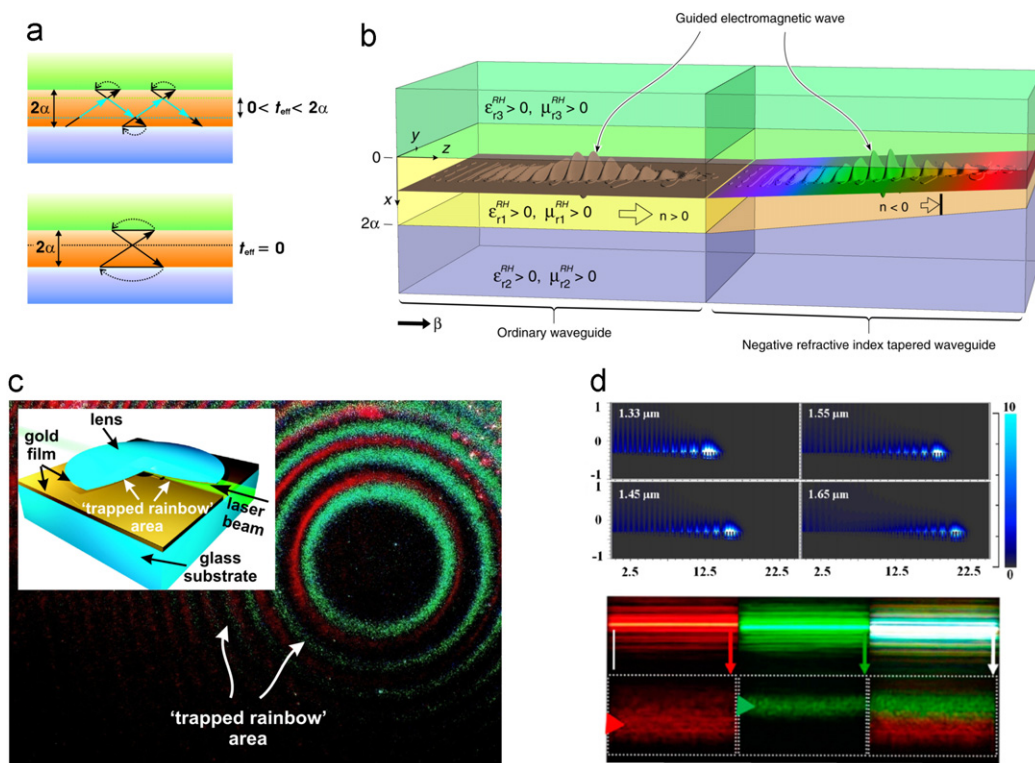 a
2α
0 < t_eff < 2α
2α
t_eff = 0
b
Guided electromagnetic wave
ε_r3^RH > 0, μ_r3^RH > 0
y
z
0
x
ε_r1^RH > 0, μ_r1^RH > 0
n > 0
n < 0
2α
ε_r2^RH > 0, μ_r2^RH > 0
β
Ordinary waveguide
Negative refractive index tapered waveguide
c
lens
gold
film
'trapped rainbow'
area
laser
beam
glass
substrate
'trapped rainbow'
area
d
1
0
-1
1.33 μm
1.55 μm
10
1
0
-1
1.45 μm
1.65 μm
0
2.5 12.5 22.5 2.5 12.5 22.5